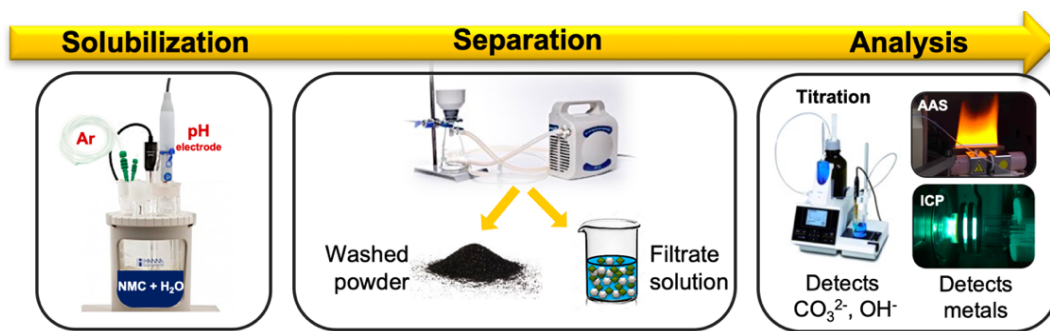 Solubilization
Separation
Analysis
Ar
pH
electrode
HANNA
NMC + H₂O
Washed
powder
Filtrate
solution
Titration
AAS
ICP
Detects
CO₃²⁻, OH⁻
Detects
metals